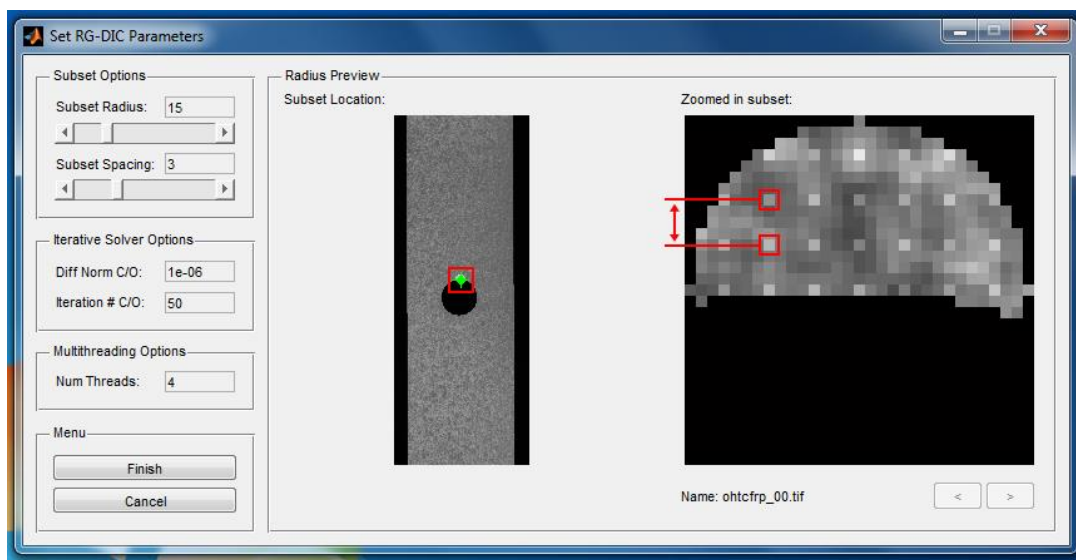 Set RG-DIC Parameters
Subset Options
Subset Radius: 15
Subset Spacing: 3
Iterative Solver Options
Diff Norm C/O: 1e-06
Iteration # C/O: 50
Multithreading Options
Num Threads: 4
Menu
Finish
Cancel
Radius Preview
Subset Location:
Zoomed in subset:
Name: ohtcfrp_00.tif
< >